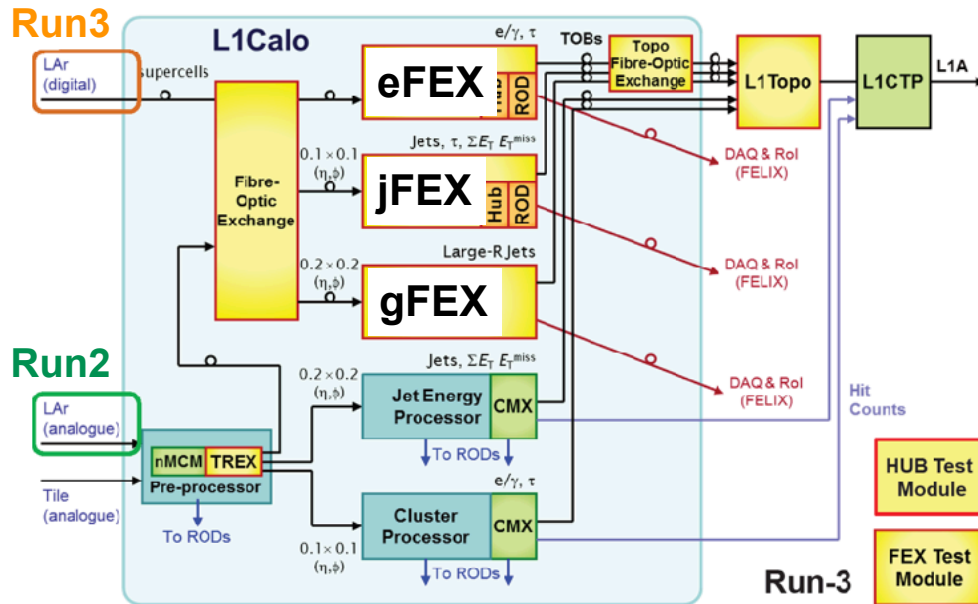 Run3
LAr
(digital)
supercells
L1Calo
e/γ, τ
eFEX
Hub
ROD
TOBs
Topo
Fibre-Optic
Exchange
L1Topo
L1CTP
L1A
DAQ & RoI
(FELIX)
Fibre-
Optic
Exchange
0.1×0.1
(η,ϕ)
Jets, τ, ΣE_T E_T^miss
jFEX
Hub
ROD
DAQ & RoI
(FELIX)
0.2×0.2
(η,ϕ)
Large-R Jets
gFEX
DAQ & RoI
(FELIX)
Run2
LAr
(analogue)
Tile
(analogue)
nMCM
TREX
Pre-processor
To RODs
0.2×0.2
(η,ϕ)
Jets, ΣE_T E_T^miss
Jet Energy
Processor
CMX
To RODs
0.1×0.1
(η,ϕ)
e/γ, τ
Cluster
Processor
CMX
To RODs
Hit
Counts
HUB Test
Module
FEX Test
Module
Run-3